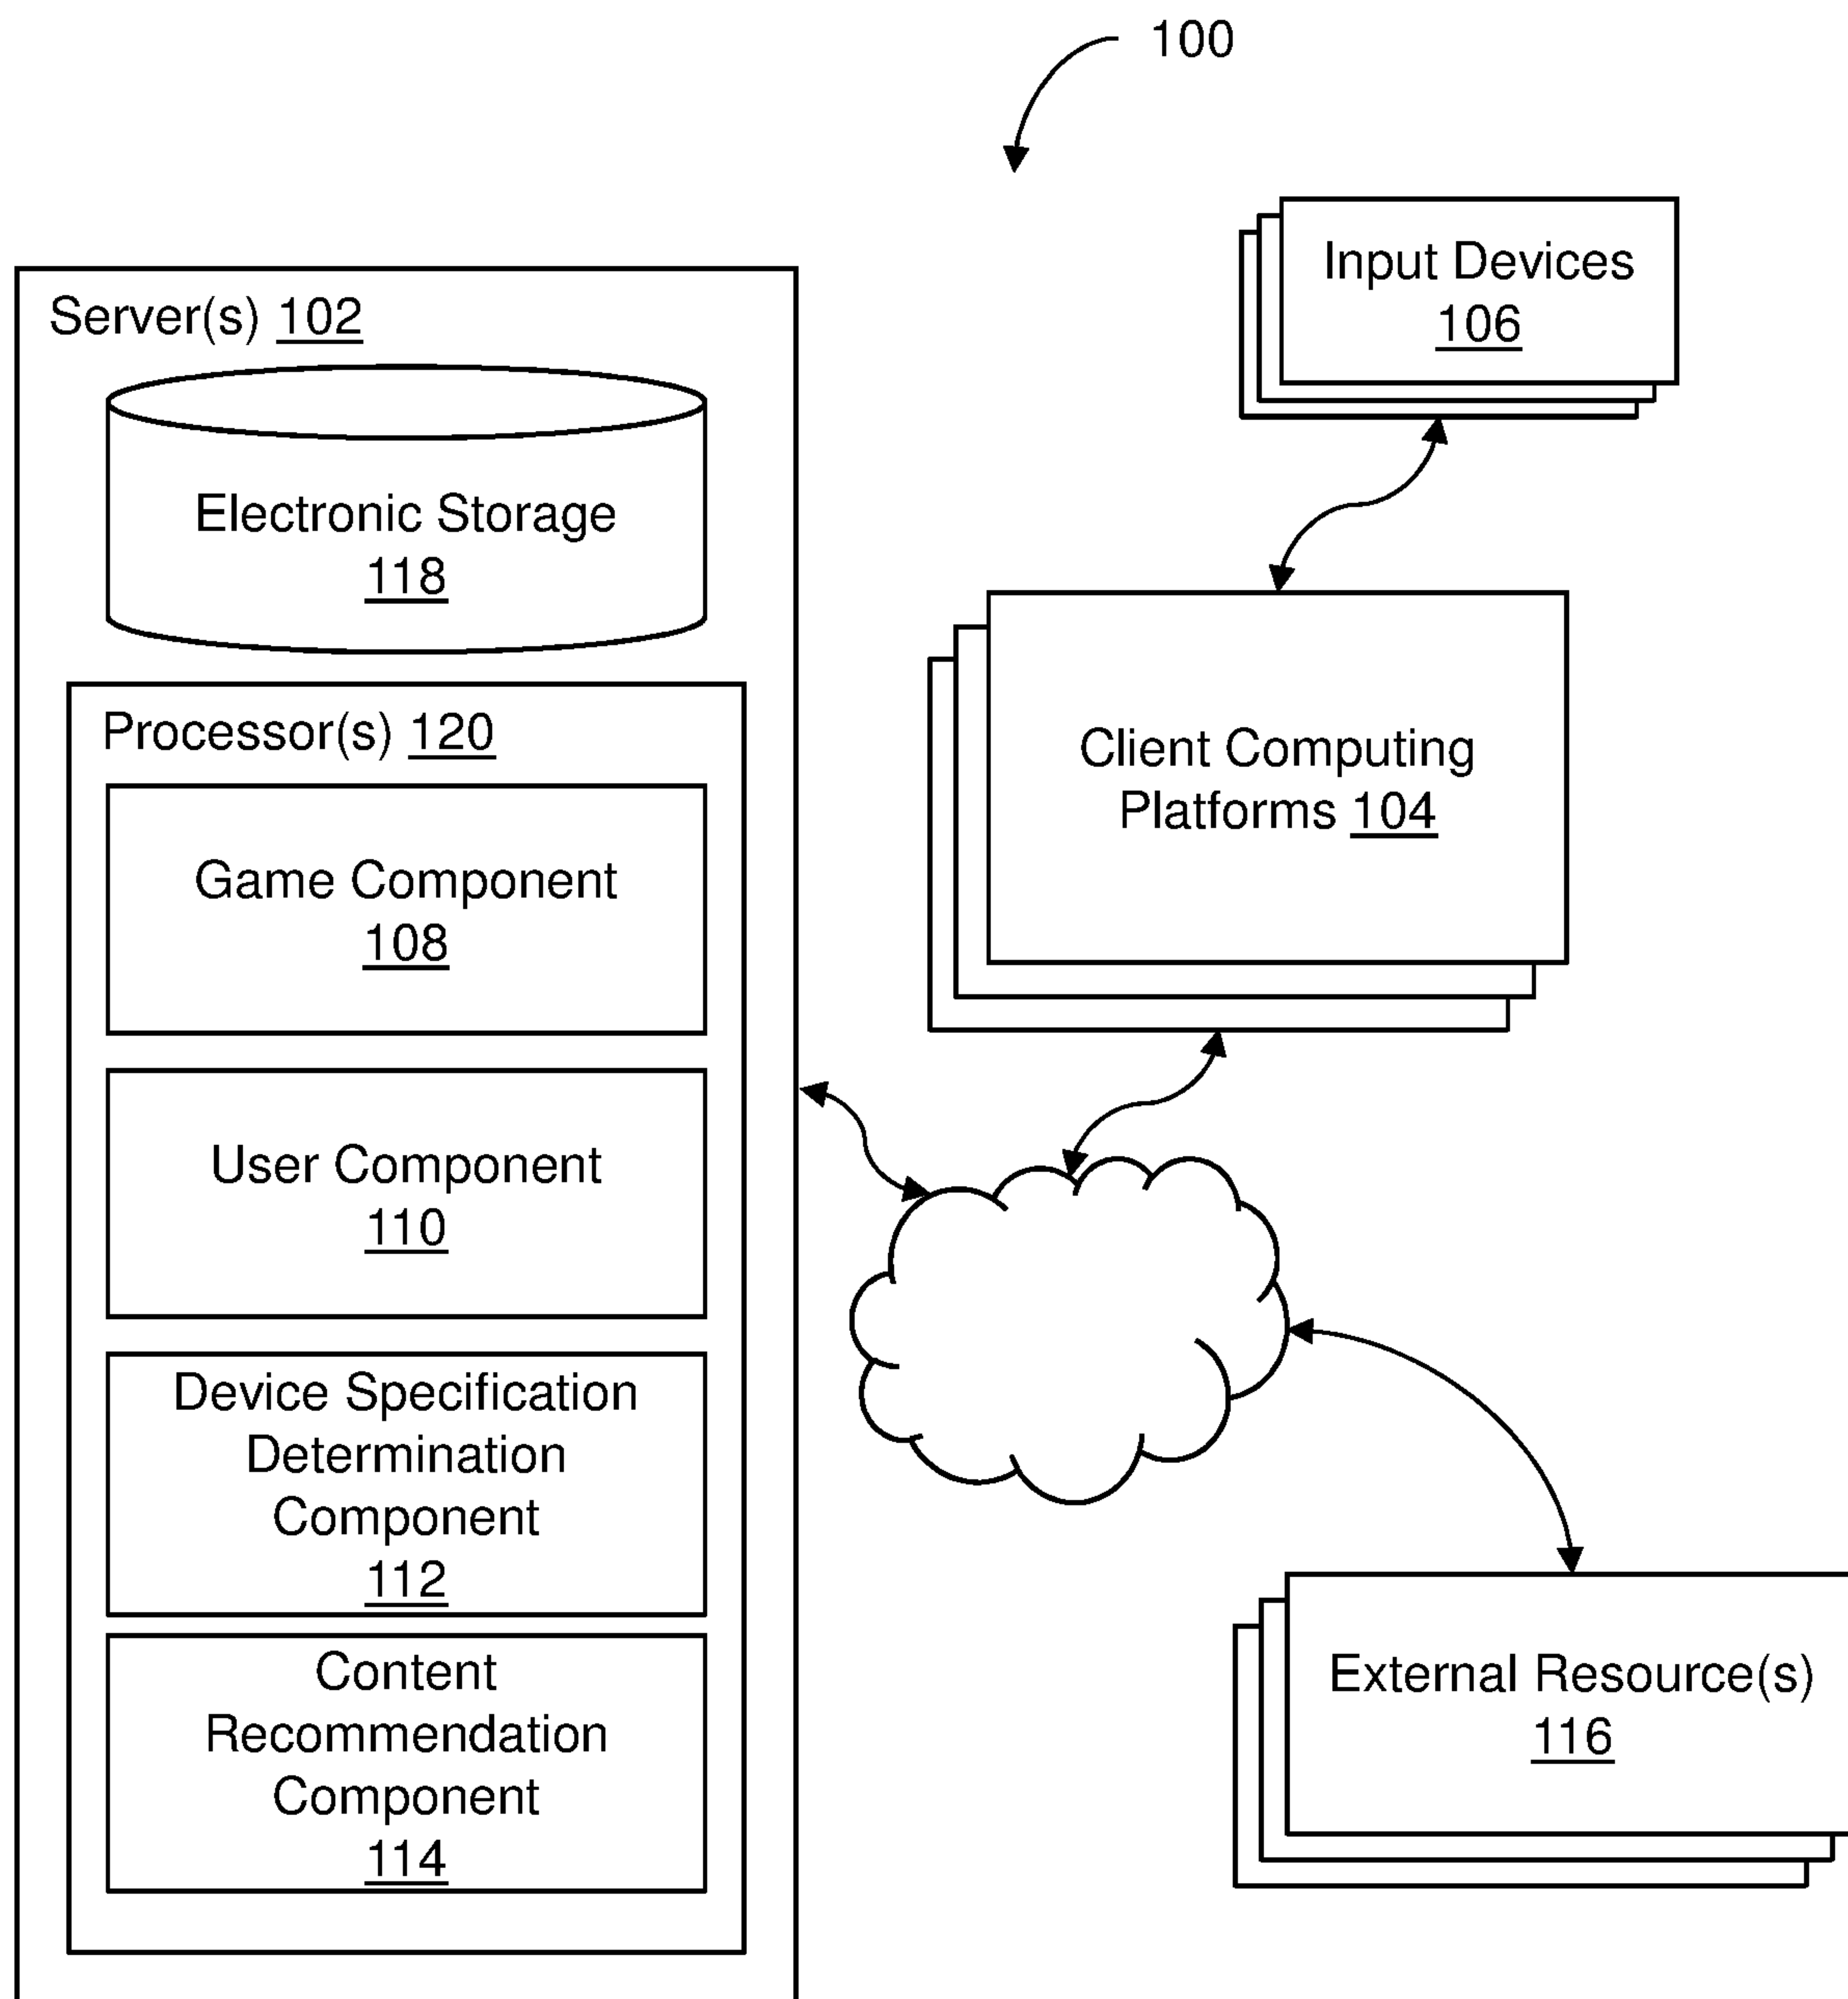 100
Server(s) 102
Electronic Storage
118
Processor(s) 120
Game Component
108
User Component
110
Device Specification
Determination
Component
112
Content
Recommendation
Component
114
Input Devices
106
Client Computing
Platforms 104
External Resource(s)
116